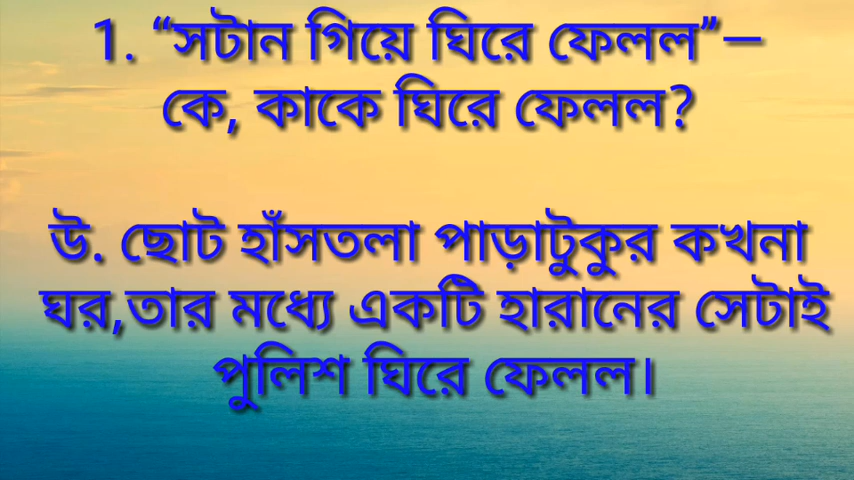 1. “সটান গিয়ে ঘিরে ফেলল”—
কে, কাকে ঘিরে ফেলল?
উ. ছোট হাঁসতলা পাড়াটুকুর কখনা
ঘর,তার মধ্যে একটি হারানের সেটাই
পুলিশ ঘিরে ফেলল।